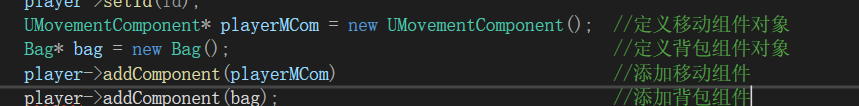 player->setId(id);
UMovementComponent* playerMCom = new UMovementComponent(); //定义移动组件对象
Bag* bag = new Bag(); //定义背包组件对象
player->addComponent(playerMCom) //添加移动组件
player->addComponent(bag); //添加背包组件